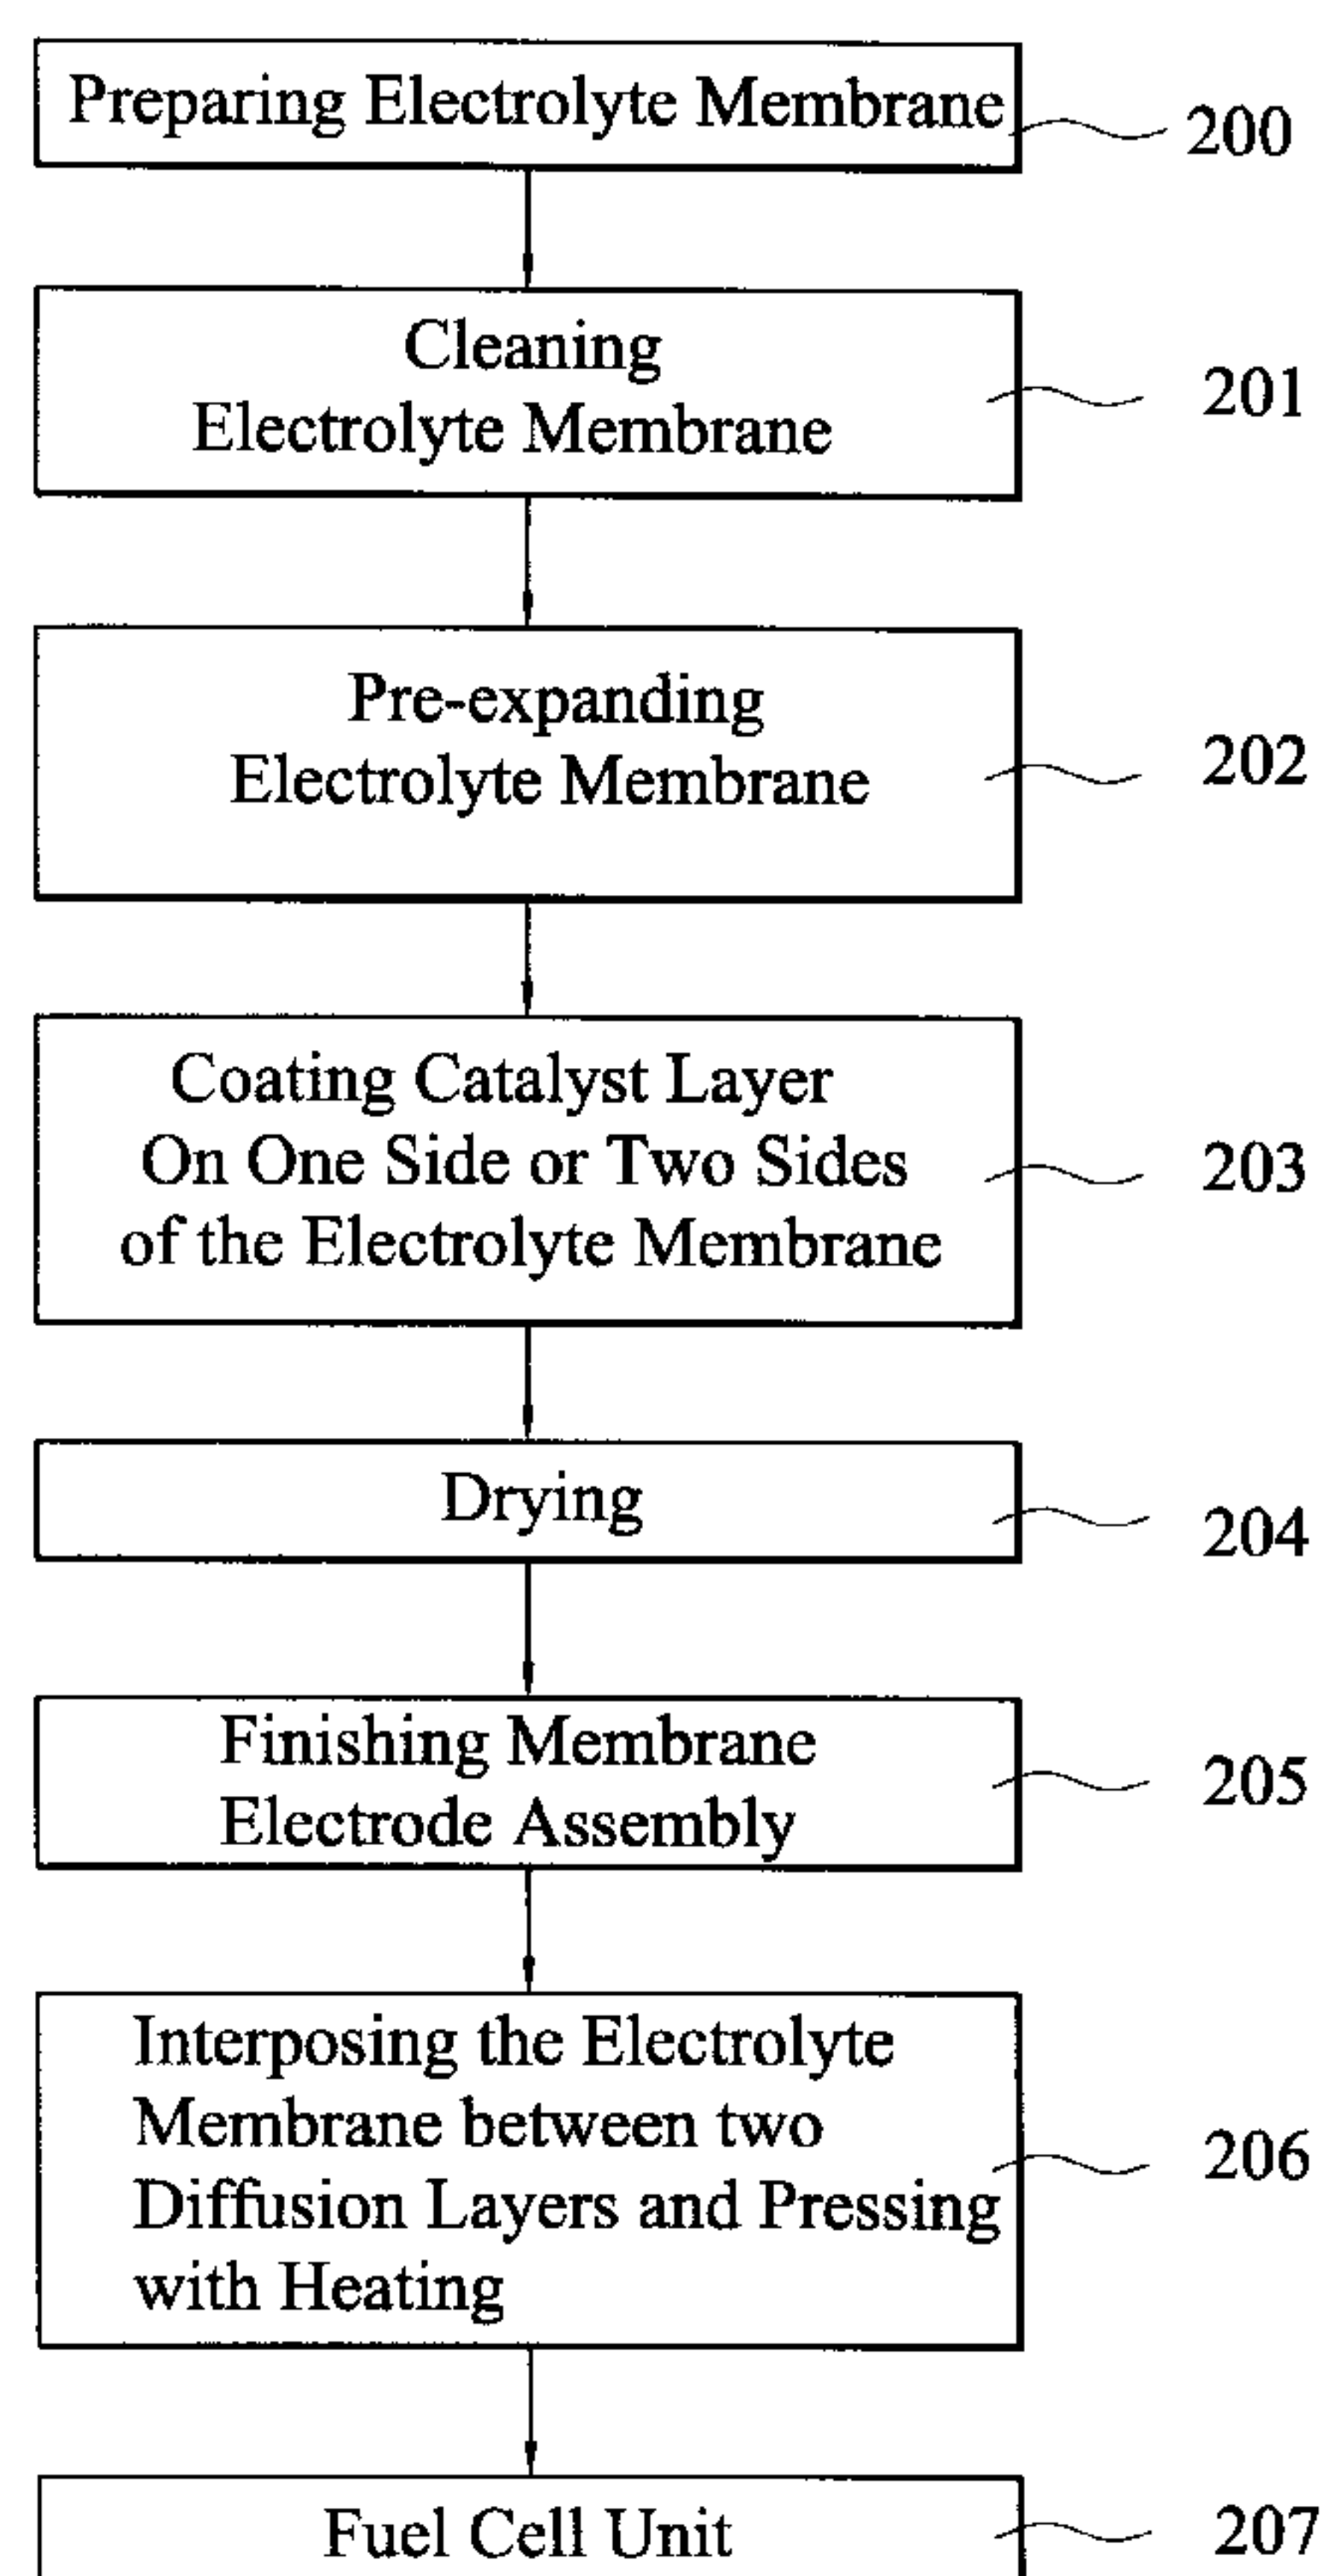 Preparing Electrolyte Membrane
200
Cleaning
Electrolyte Membrane
201
Pre-expanding
Electrolyte Membrane
202
Coating Catalyst Layer
On One Side or Two Sides
of the Electrolyte Membrane
203
Drying
204
Finishing Membrane
Electrode Assembly
205
Interposing the Electrolyte
Membrane between two
Diffusion Layers and Pressing
with Heating
206
Fuel Cell Unit
207